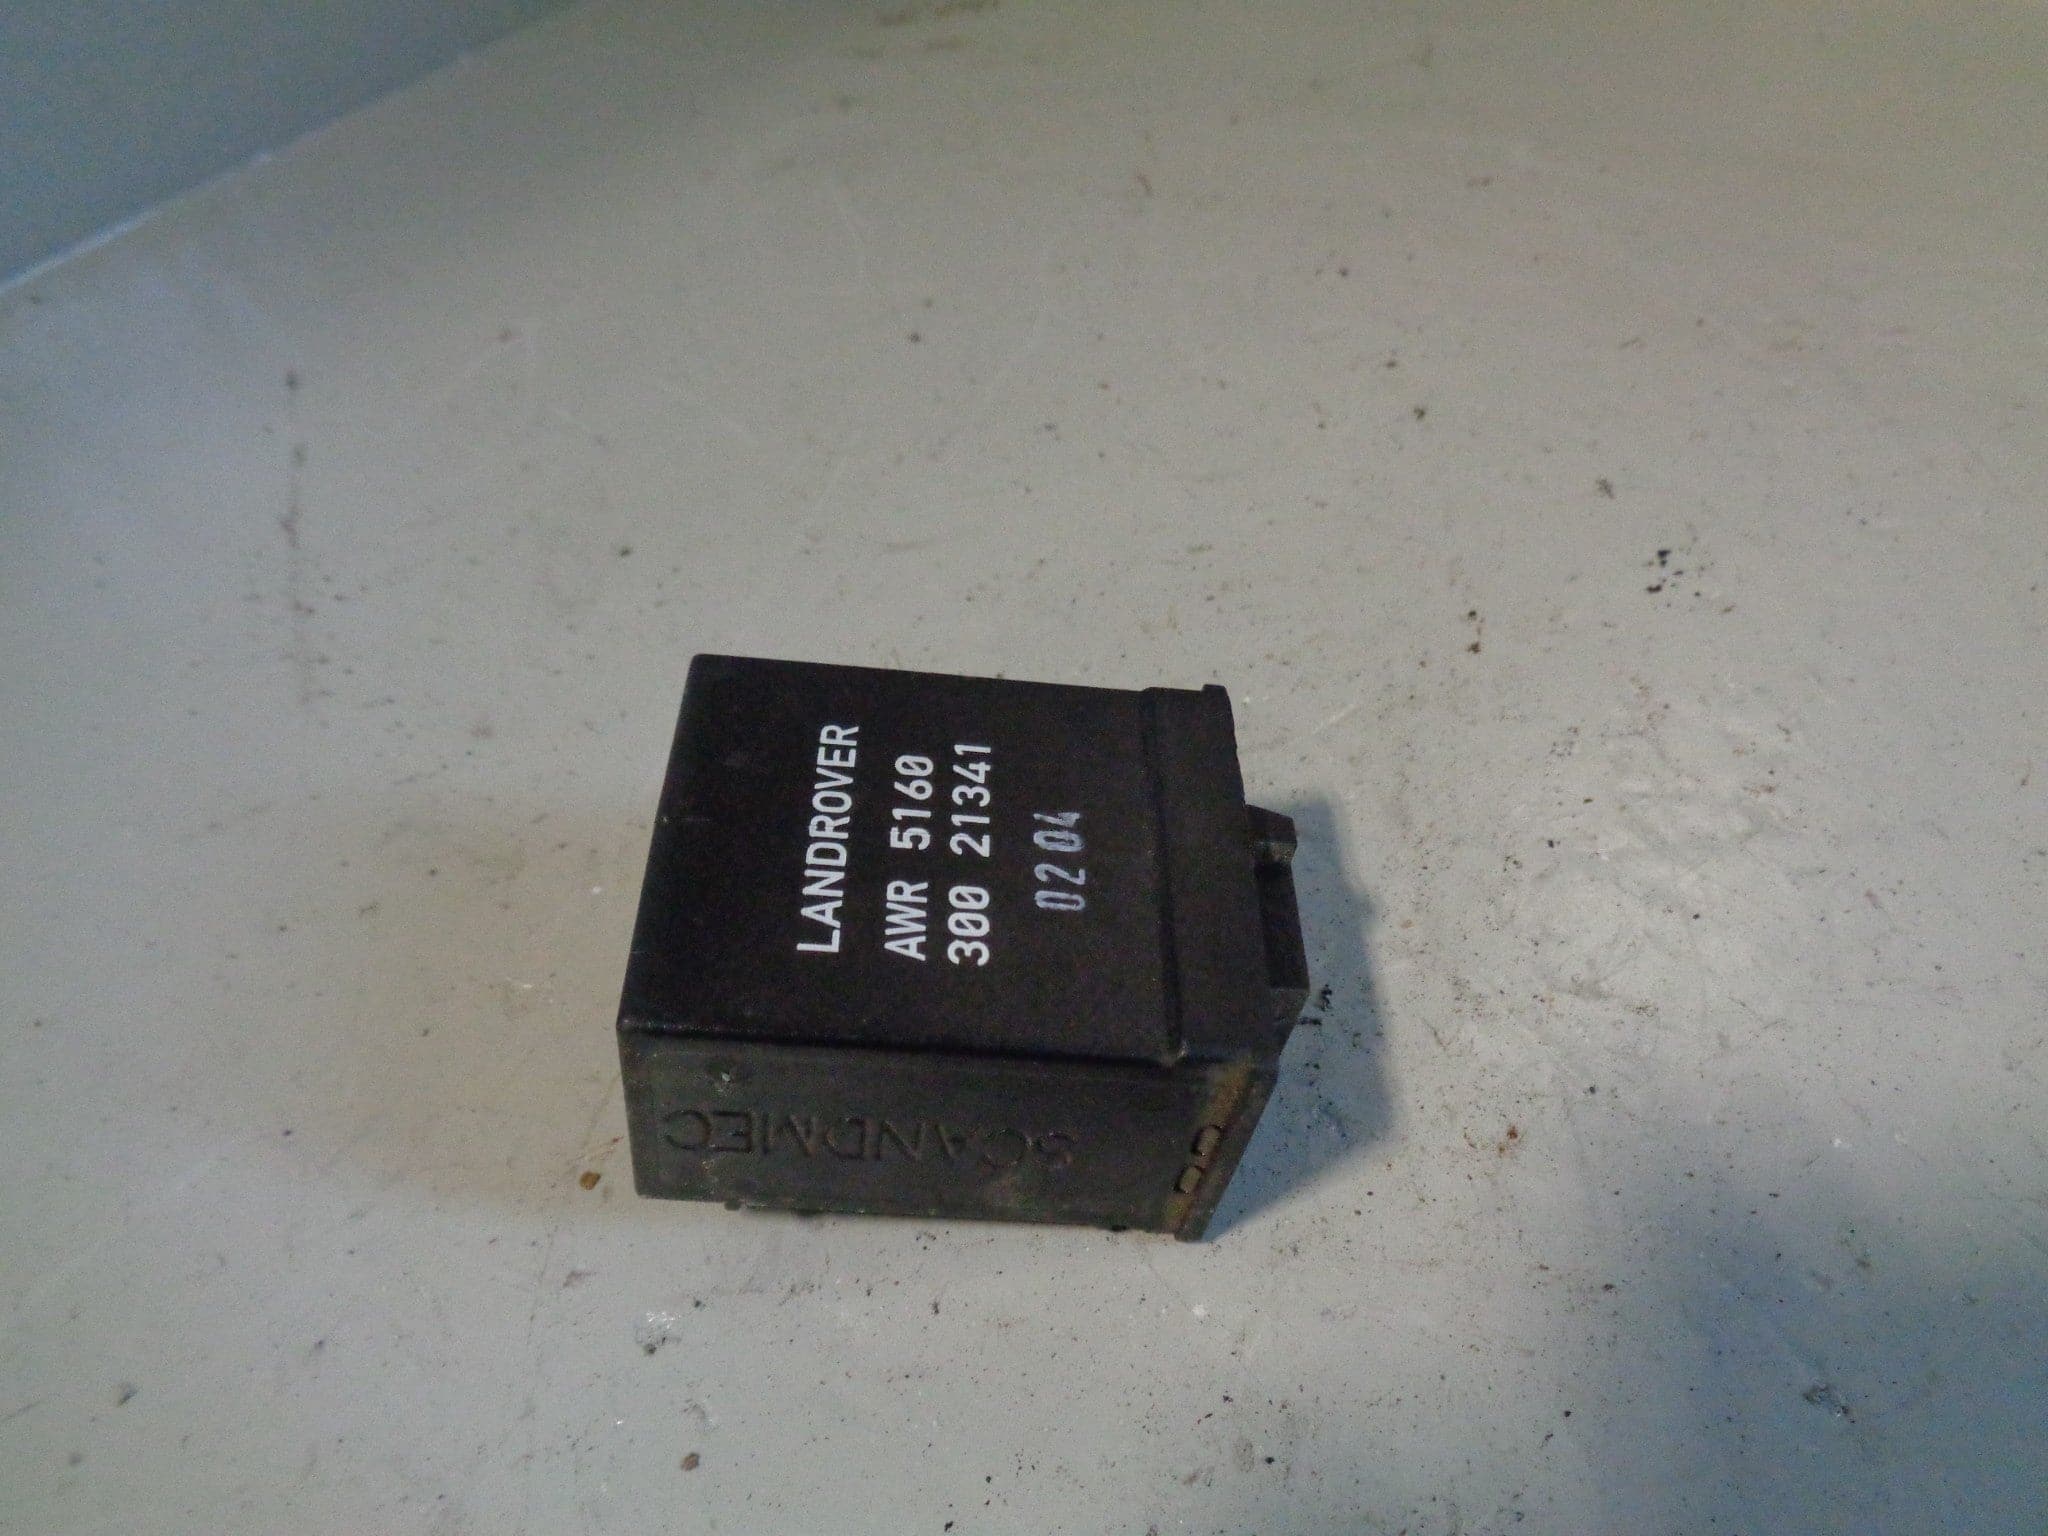 LANDROVER
AWR 5160
300 21341
0204
SCANDMEC